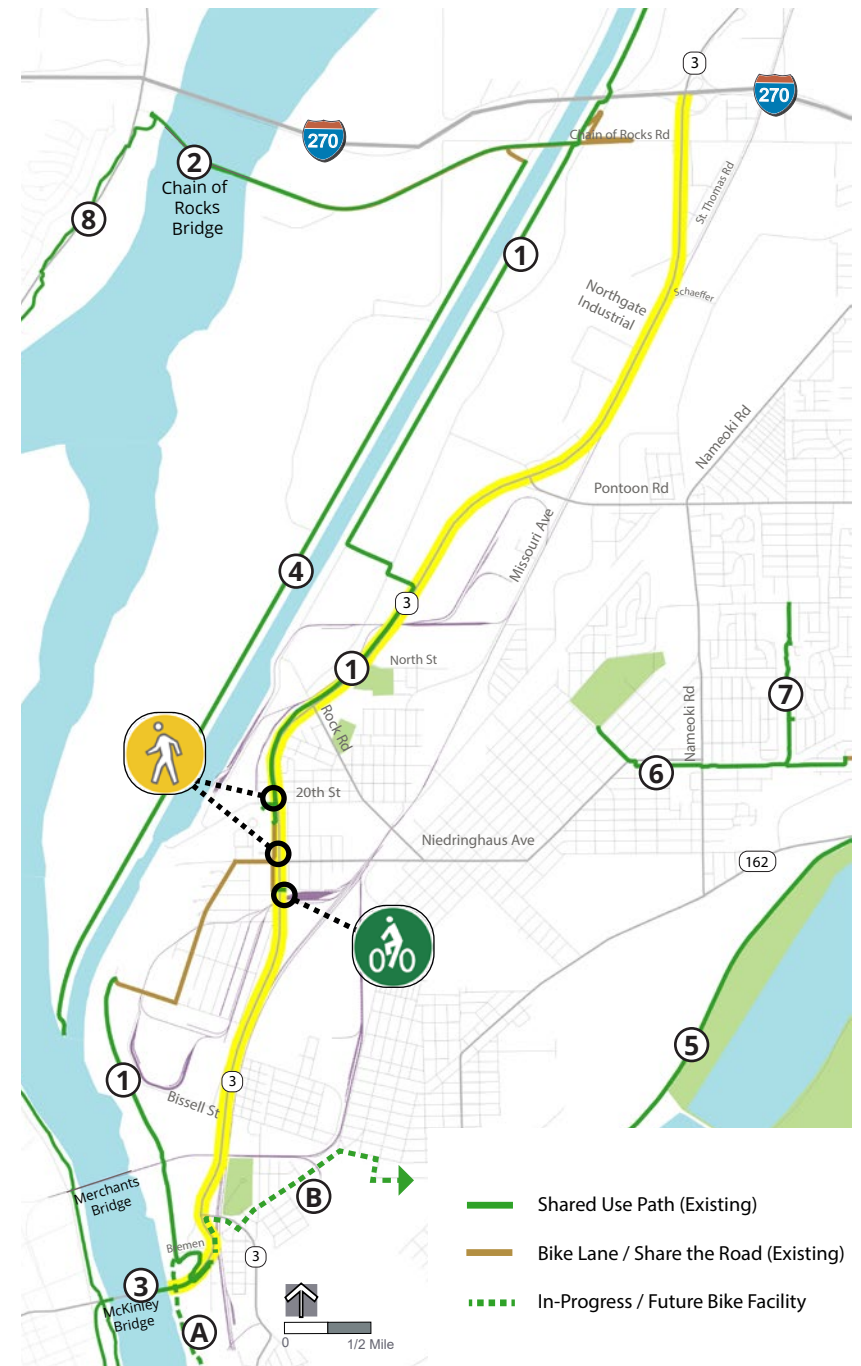 3
270
270
Chain of Rocks Rd
2
Chain of
Rocks
Bridge
8
St. Thomas Rd
1
Northgate
Industrial
Schaeffer
Nameoki Rd
Pontoon Rd
Missouri Ave
4
3
1
North St
Rock Rd
Nameoki Rd
7
6
20th St
Niedringhaus Ave
162
5
1
3
Bissell St
Merchants
Bridge
B
Bremen
3
3
McKinley
Bridge
A
0
1/2 Mile
Shared Use Path (Existing)
Bike Lane / Share the Road (Existing)
In-Progress / Future Bike Facility